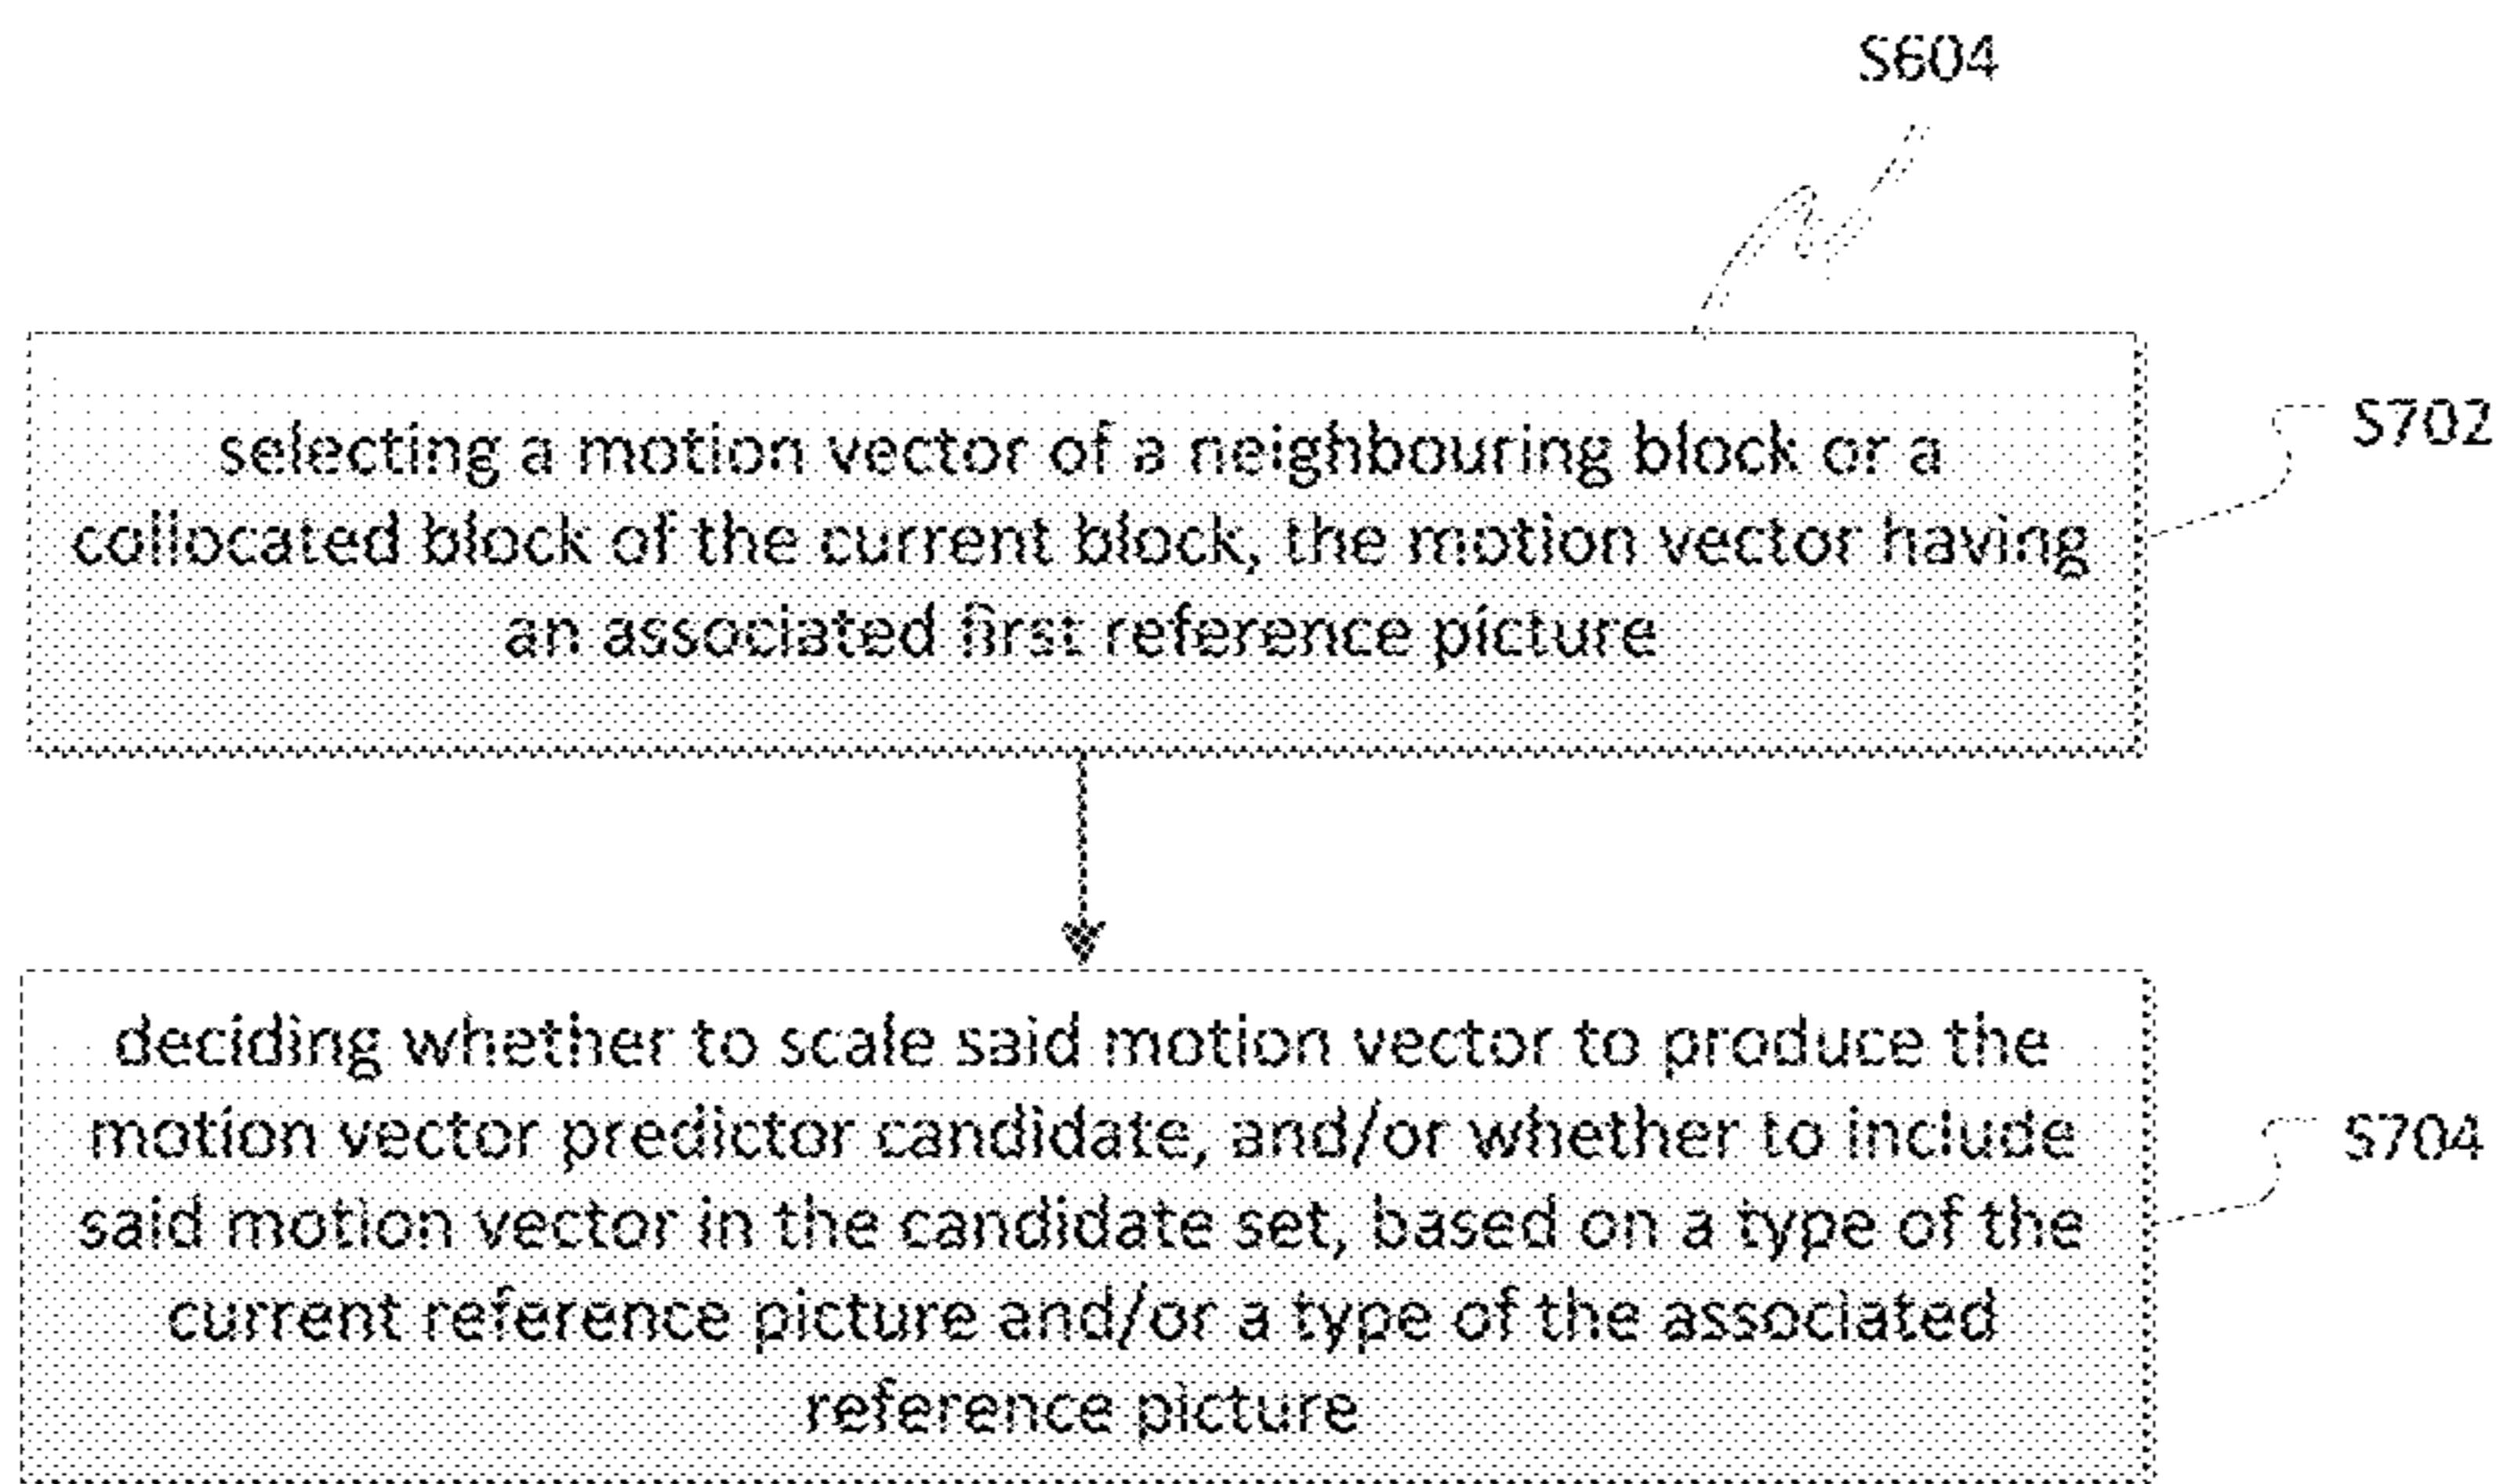 S604
selecting a motion vector of a neighbouring block or a
collocated block of the current block, the motion vector having
an associated first reference picture
S702
deciding whether to scale said motion vector to produce the
motion vector predictor candidate, and/or whether to include
said motion vector in the candidate set, based on a type of the
current reference picture and/or a type of the associated
reference picture
S704